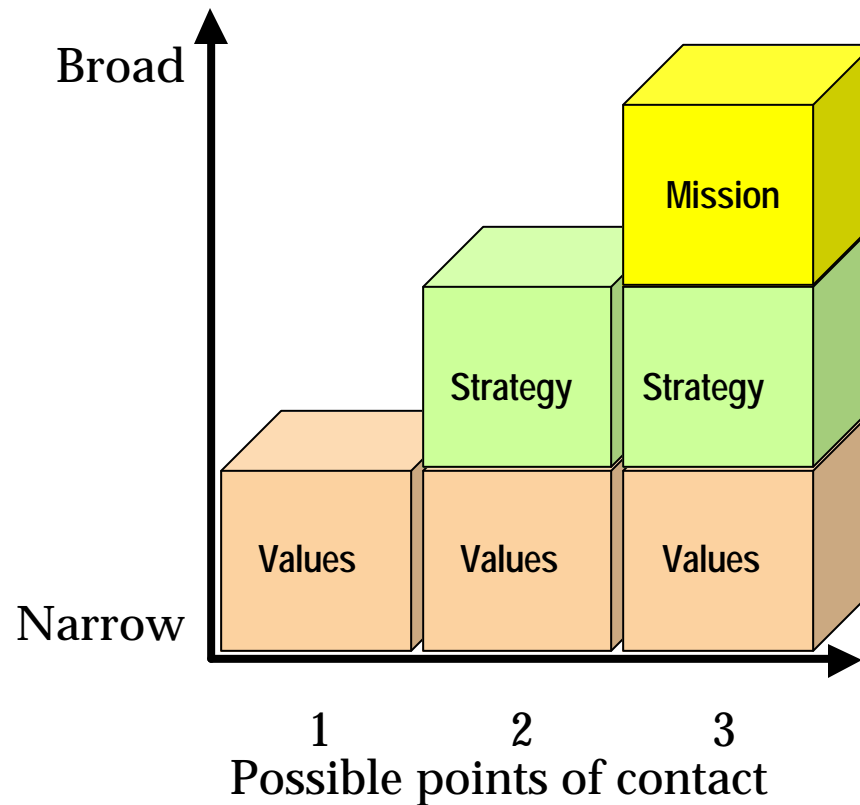 Broad
Mission
Strategy Strategy
Values Values Values
Narrow
1 2 3
Possible points of contact